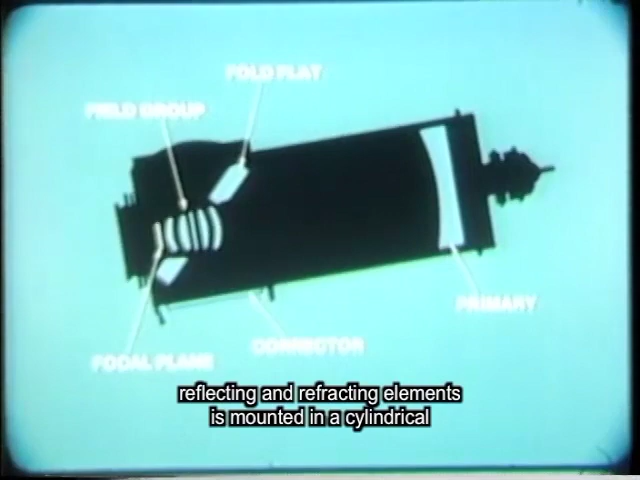 FOLD FLAT
FIELD GROUP
PRIMARY
CORRECTOR
FOCAL PLANE
reflecting and refracting elements
is mounted in a cylindrical